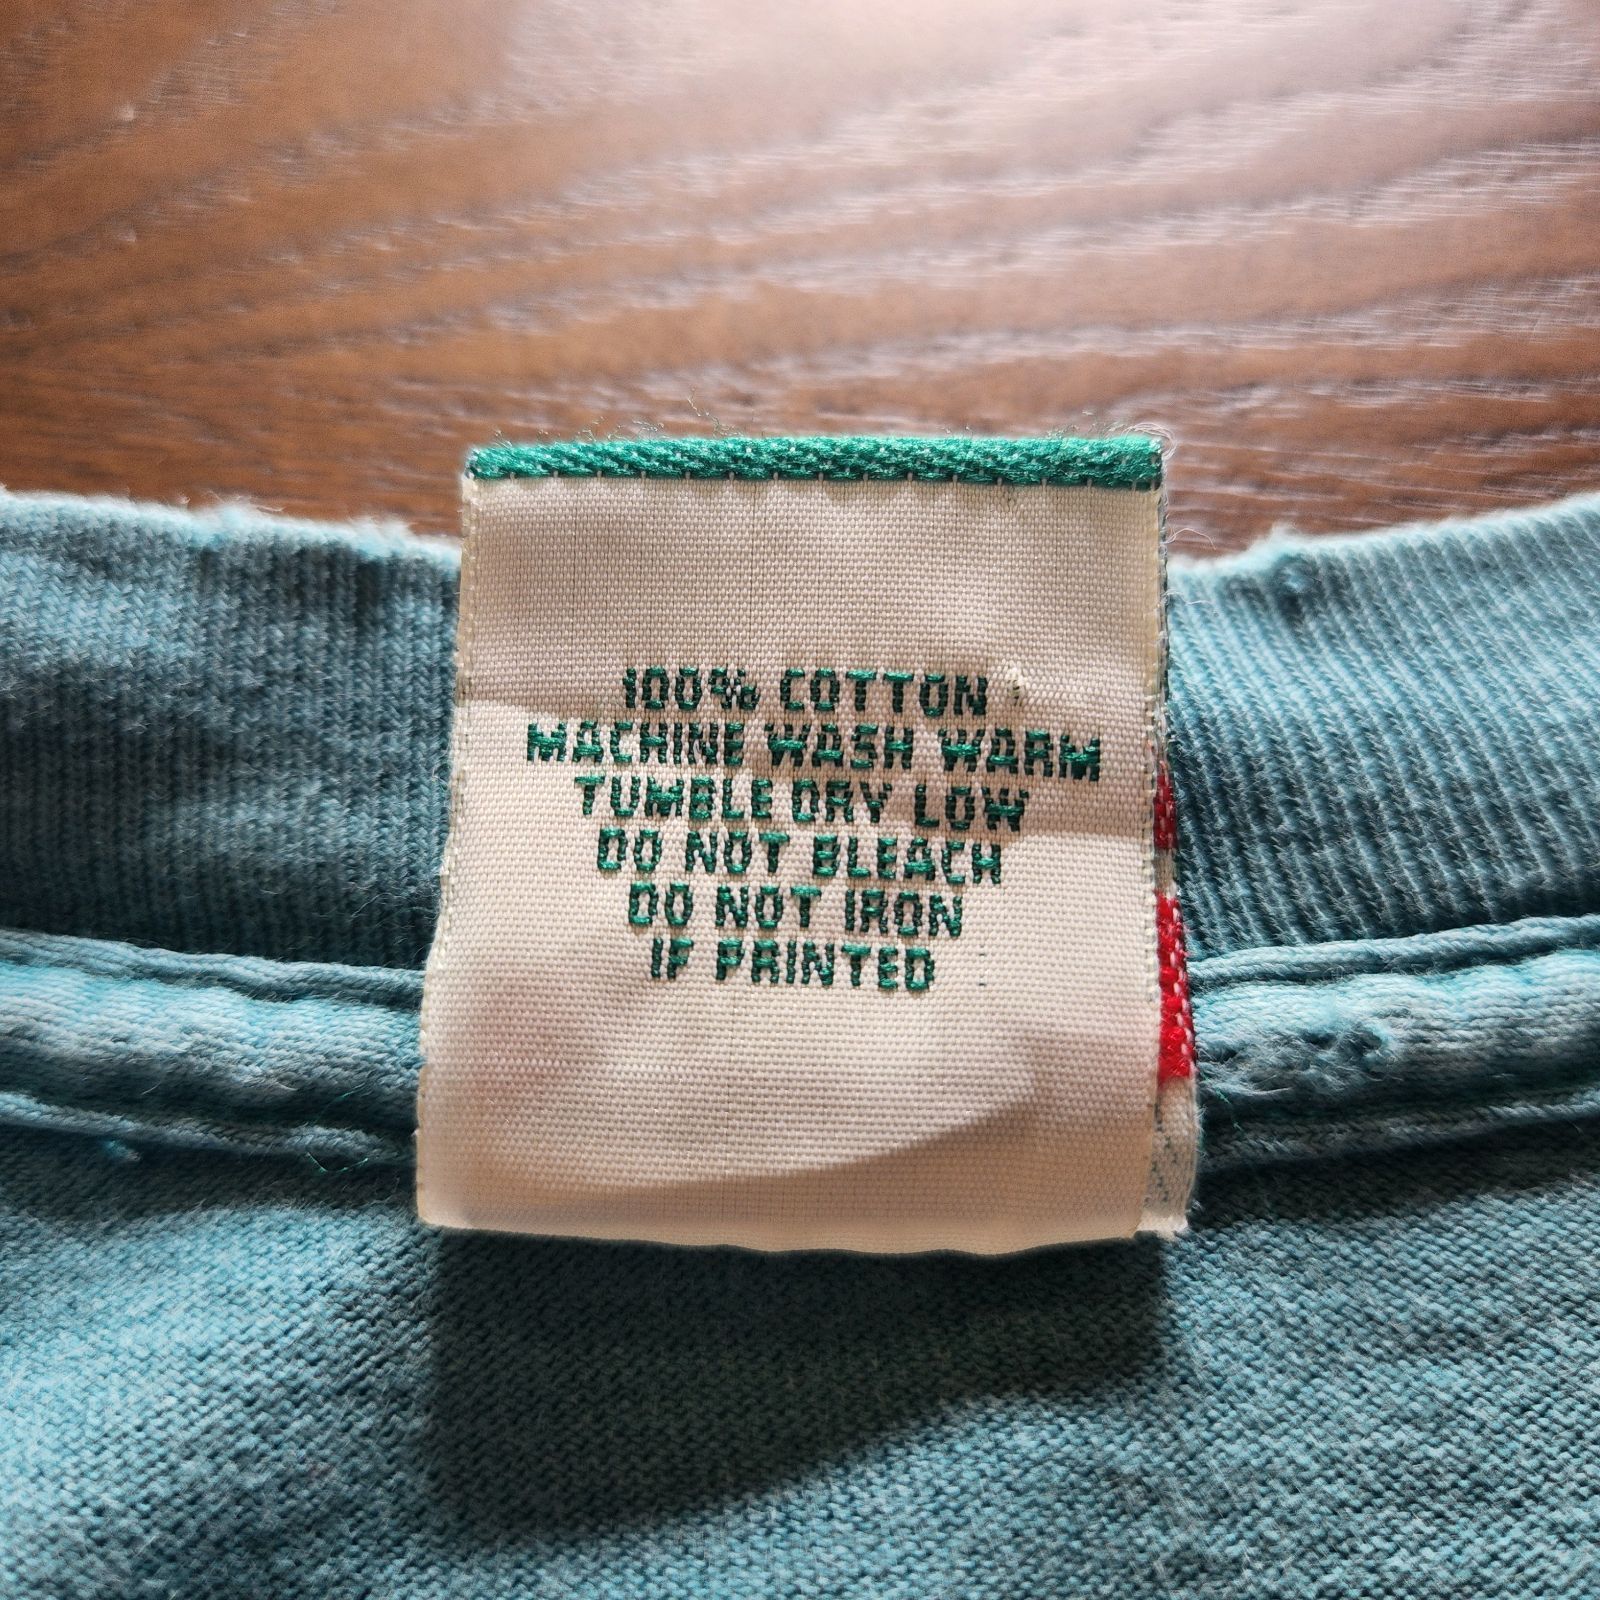 100% COTTON
MACHINE WASH WARM
TUMBLE DRY LOW
DO NOT BLEACH
DO NOT IRON
IF PRINTED